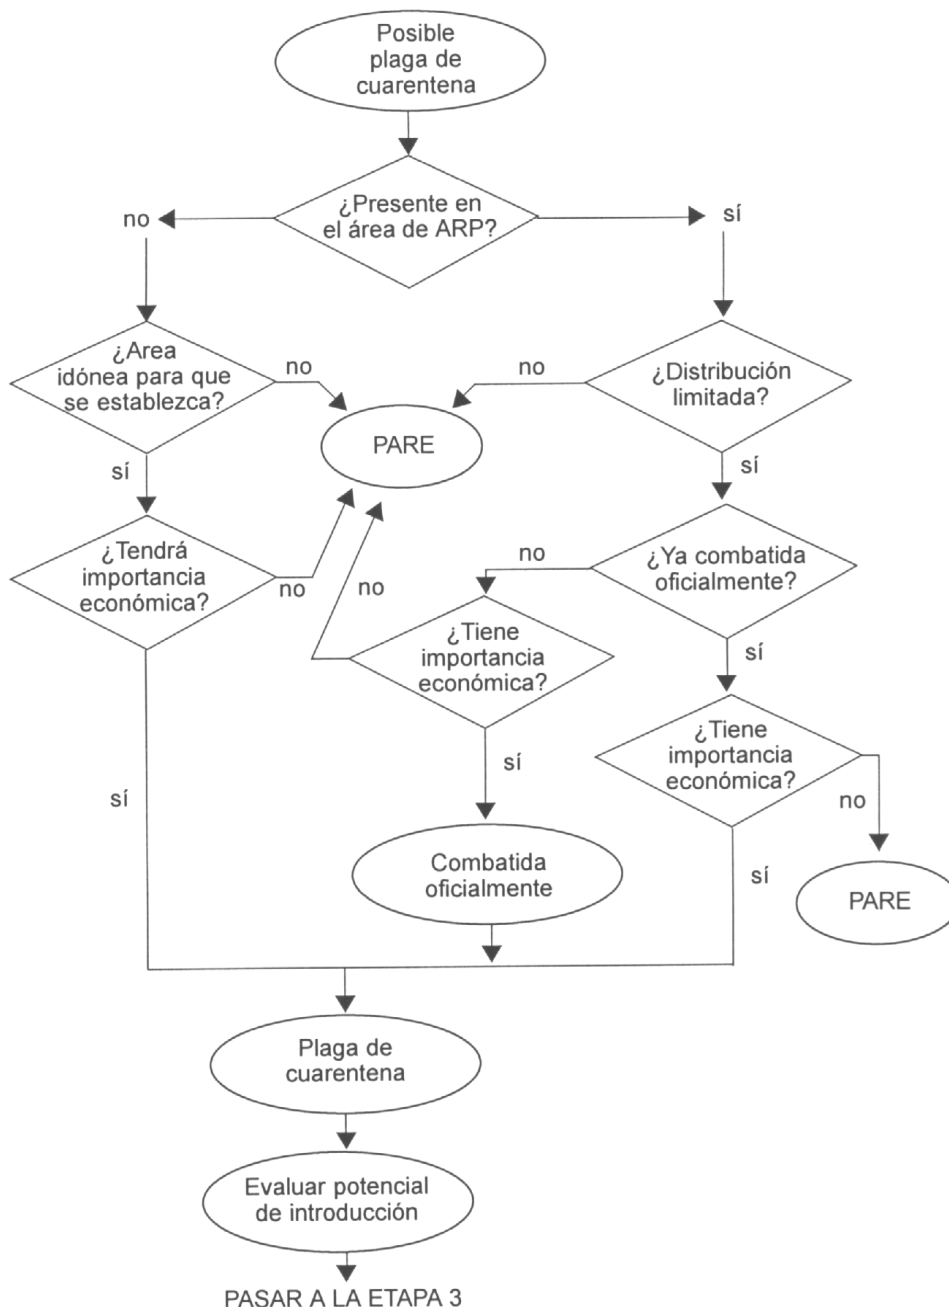 Posible
plaga de
cuarentena
¿Presente en
el área de ARP?
no
sí
¿Area
idónea para que
se establezca?
no
no
¿Distribución
limitada?
PARE
sí
sí
¿Tendrá
importancia
económica?
no
no
no
¿Ya combatida
oficialmente?
¿Tiene
importancia
económica?
sí
¿Tiene
importancia
económica?
sí
sí
no
Combatida
oficialmente
sí
PARE
Plaga de
cuarentena
Evaluar potencial
de introducción
PASAR A LA ETAPA 3